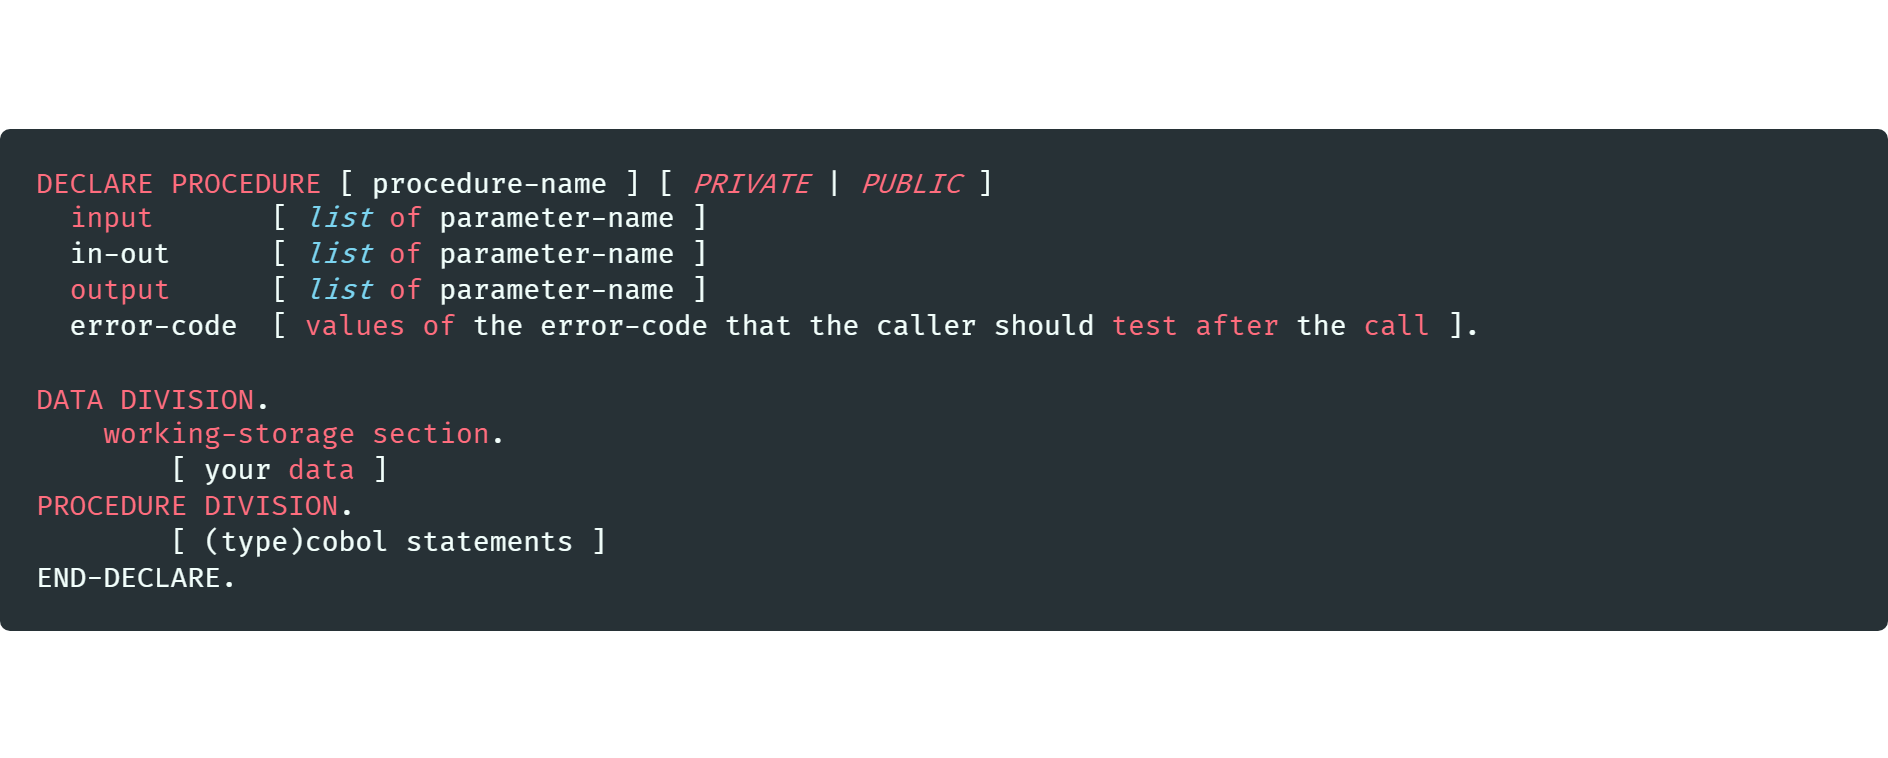 DECLARE PROCEDURE [ procedure-name ] [ PRIVATE | PUBLIC ]
input [ list of parameter-name ]
in-out [ list of parameter-name ]
output [ list of parameter-name ]
error-code [ values of the error-code that the caller should test after the call ].
DATA DIVISION.
working-storage section.
[ your data ]
PROCEDURE DIVISION.
[ (type)cobol statements ]
END-DECLARE.